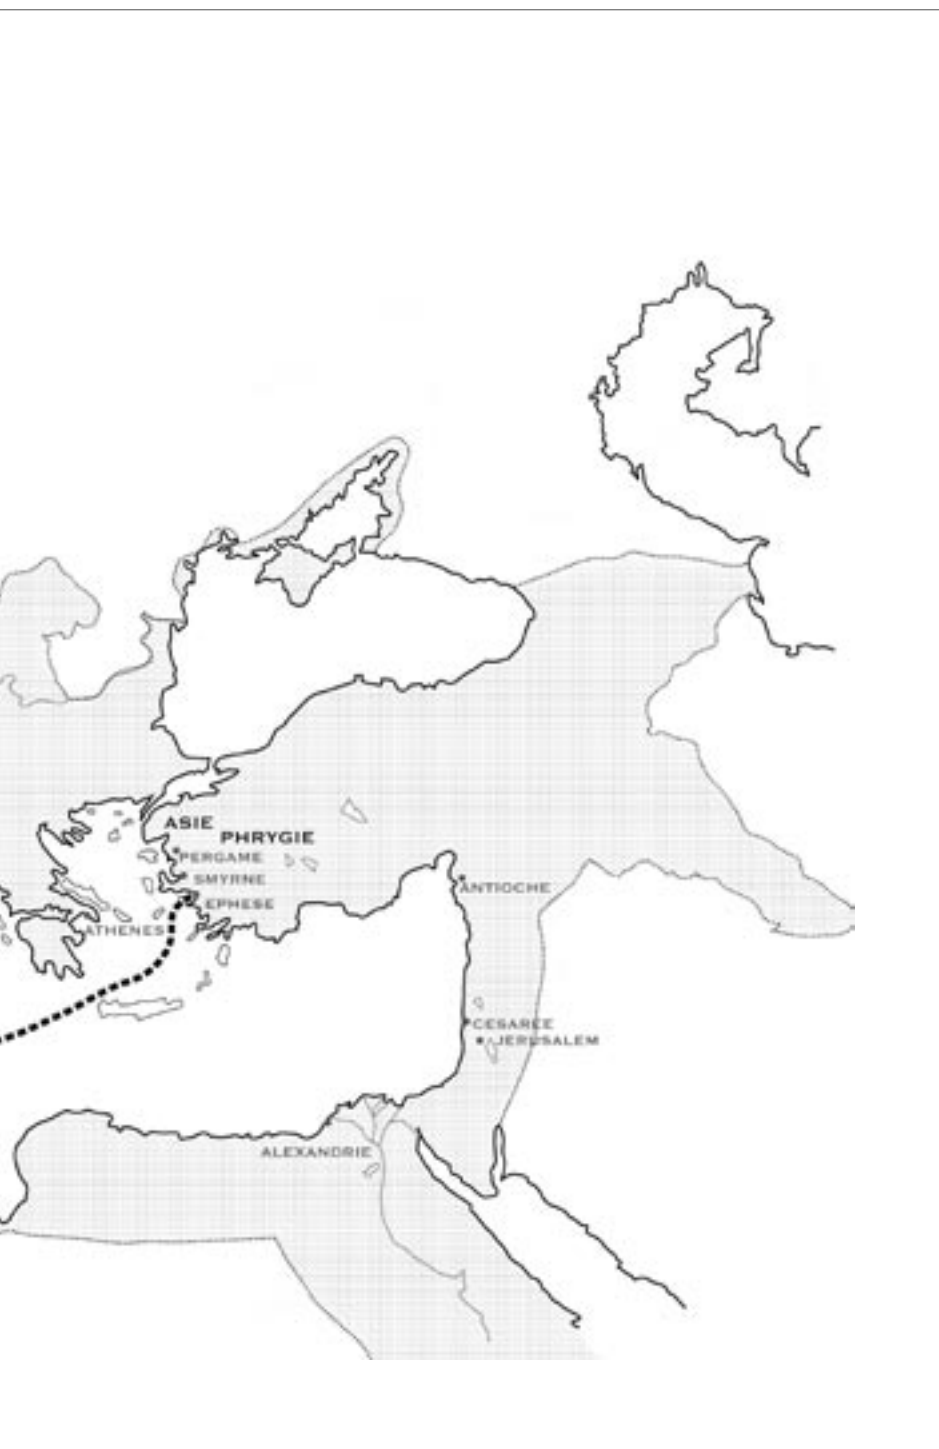 ASIE
PHRYGIE
PERGAME
SMYRNE
ANTIOCHE
EPHESE
ATHENES
CESAREE
JERUSALEM
ALEXANDRIE